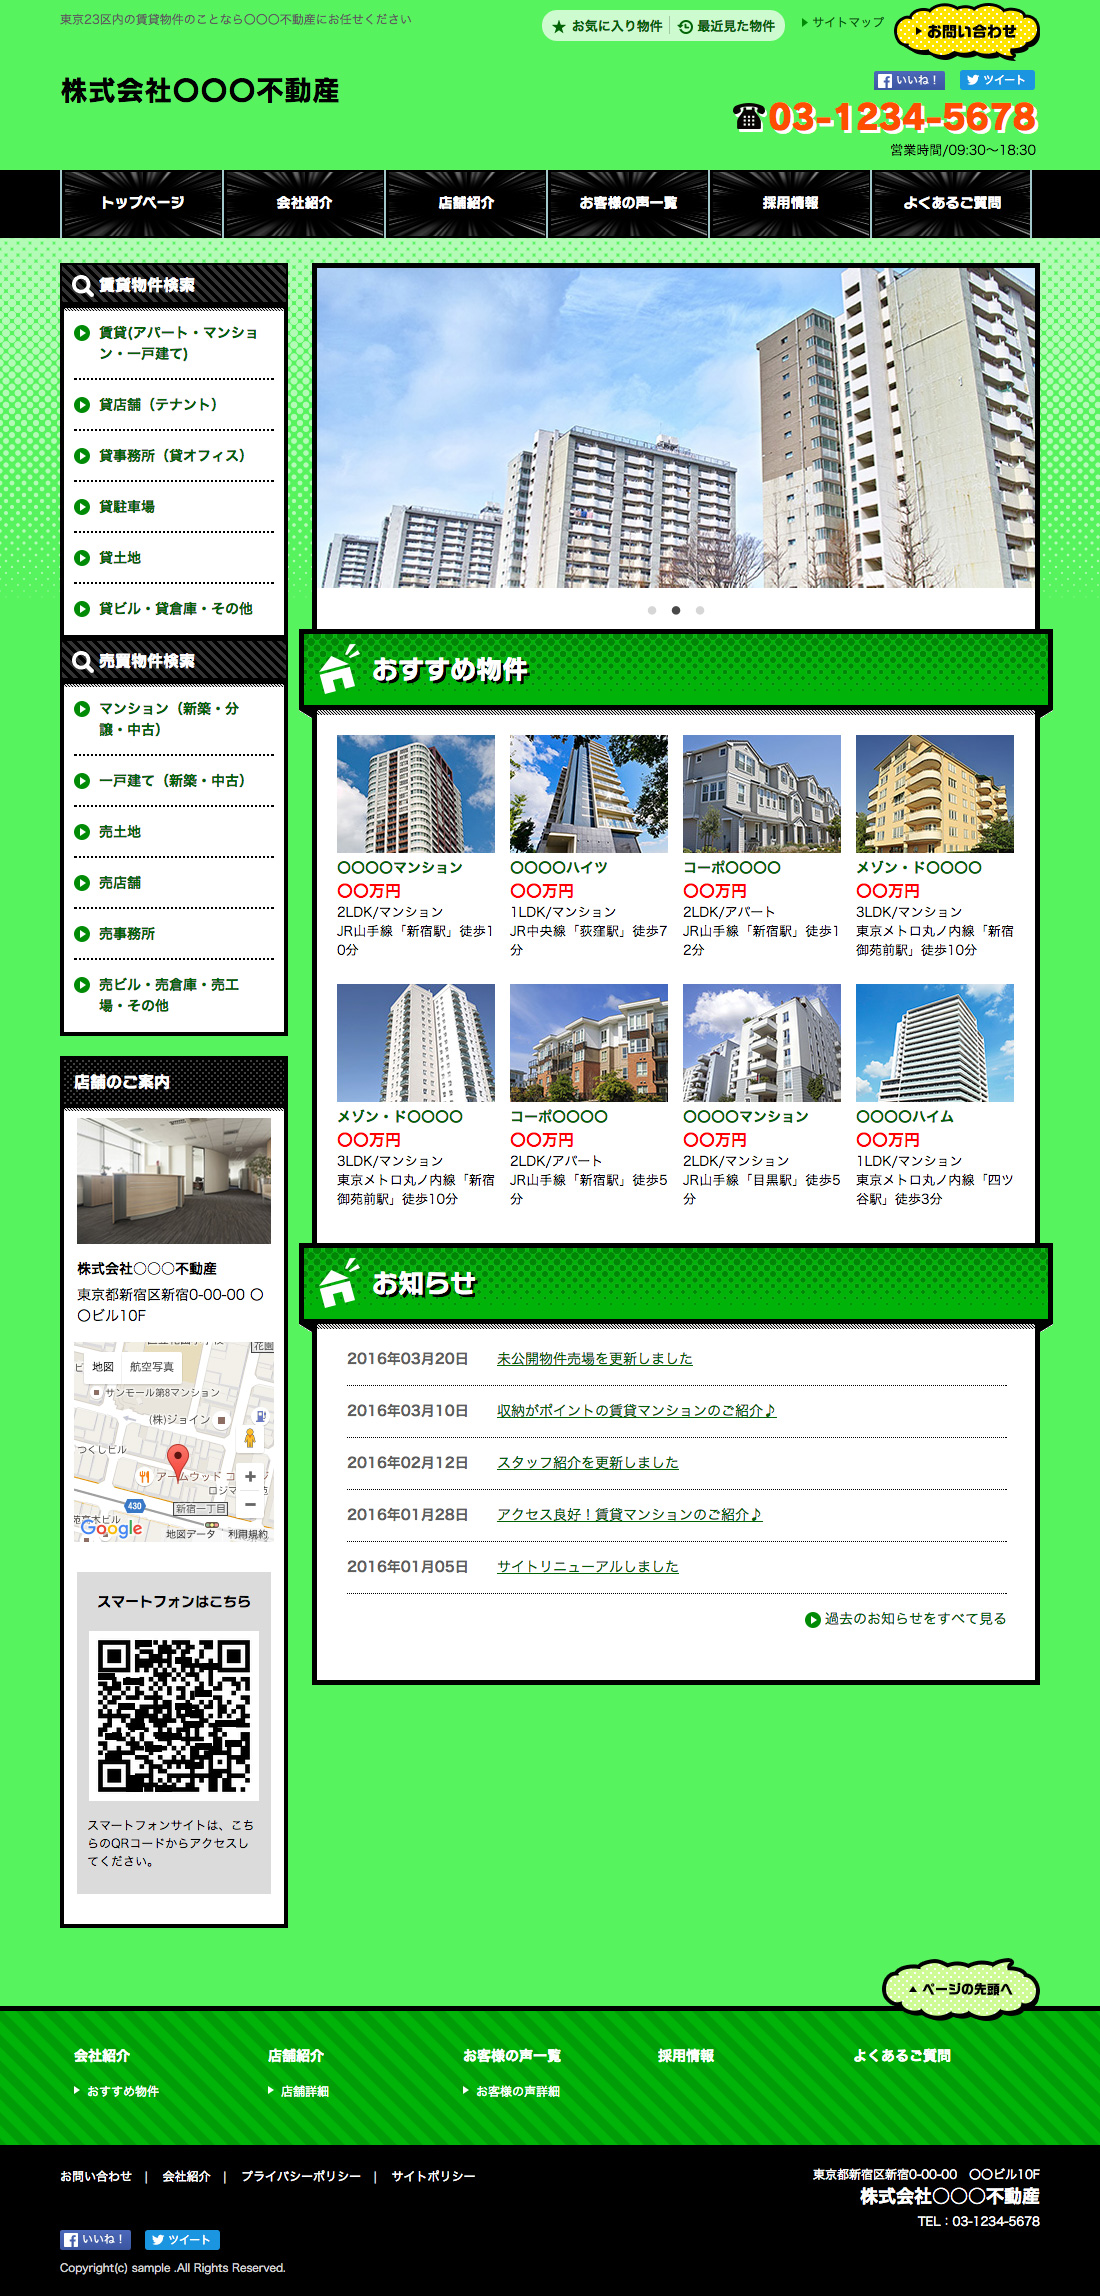 東京23区内の賃貸物件のことなら〇〇〇不動産にお任せください
お気に入り物件
最近見た物件
サイトマップ
お問い合わせ
株式会社〇〇〇不動産
いいね！
ツイート
03-1234-5678
営業時間/09:30～18:30
トップページ
会社紹介
店舗紹介
お客様の声一覧
採用情報
よくあるご質問
賃貸物件検索
賃貸(アパート・マンショ
ン・一戸建て)
貸店舗（テナント）
貸事務所（貸オフィス）
貸駐車場
貸土地
貸ビル・貸倉庫・その他
売買物件検索
マンション（新築・分
譲・中古）
一戸建て（新築・中古）
売土地
売店舗
売事務所
売ビル・売倉庫・売工
場・その他
店舗のご案内
株式会社〇〇〇不動産
東京都新宿区新宿0-00-00 〇
〇ビル10F
花園
地図
航空写真
サンモール第8マンション
(株)ジョイン
つくしビル
アームウッド コ
ロジマ
430
新宿一丁目
Google
地図データ
利用規約
スマートフォンはこちら
スマートフォンサイトは、こち
らのQRコードからアクセスし
てください。
おすすめ物件
〇〇〇〇マンション
〇〇万円
2LDK/マンション
JR山手線「新宿駅」徒歩1
0分
〇〇〇〇ハイツ
〇〇万円
1LDK/マンション
JR中央線「荻窪駅」徒歩7
分
コーポ〇〇〇〇
〇〇万円
2LDK/アパート
JR山手線「新宿駅」徒歩1
2分
メゾン・ド〇〇〇〇
〇〇万円
3LDK/マンション
東京メトロ丸ノ内線「新宿
御苑前駅」徒歩10分
メゾン・ド〇〇〇〇
〇〇万円
3LDK/マンション
東京メトロ丸ノ内線「新宿
御苑前駅」徒歩10分
コーポ〇〇〇〇
〇〇万円
2LDK/アパート
JR山手線「新宿駅」徒歩5
分
〇〇〇〇マンション
〇〇万円
2LDK/マンション
JR山手線「目黒駅」徒歩5
分
〇〇〇〇ハイム
〇〇万円
1LDK/マンション
東京メトロ丸ノ内線「四ツ
谷駅」徒歩3分
お知らせ
2016年03月20日 未公開物件売場を更新しました
2016年03月10日 収納がポイントの賃貸マンションのご紹介♪
2016年02月12日 スタッフ紹介を更新しました
2016年01月28日 アクセス良好！賃貸マンションのご紹介♪
2016年01月05日 サイトリニューアルしました
過去のお知らせをすべて見る
ページの先頭へ
会社紹介
おすすめ物件
店舗紹介
店舗詳細
お客様の声一覧
お客様の声詳細
採用情報
よくあるご質問
お問い合わせ | 会社紹介 | プライバシーポリシー | サイトポリシー
東京都新宿区新宿0-00-00　〇〇ビル10F
株式会社〇〇〇不動産
TEL：03-1234-5678
いいね！
ツイート
Copyright(c) sample .All Rights Reserved.